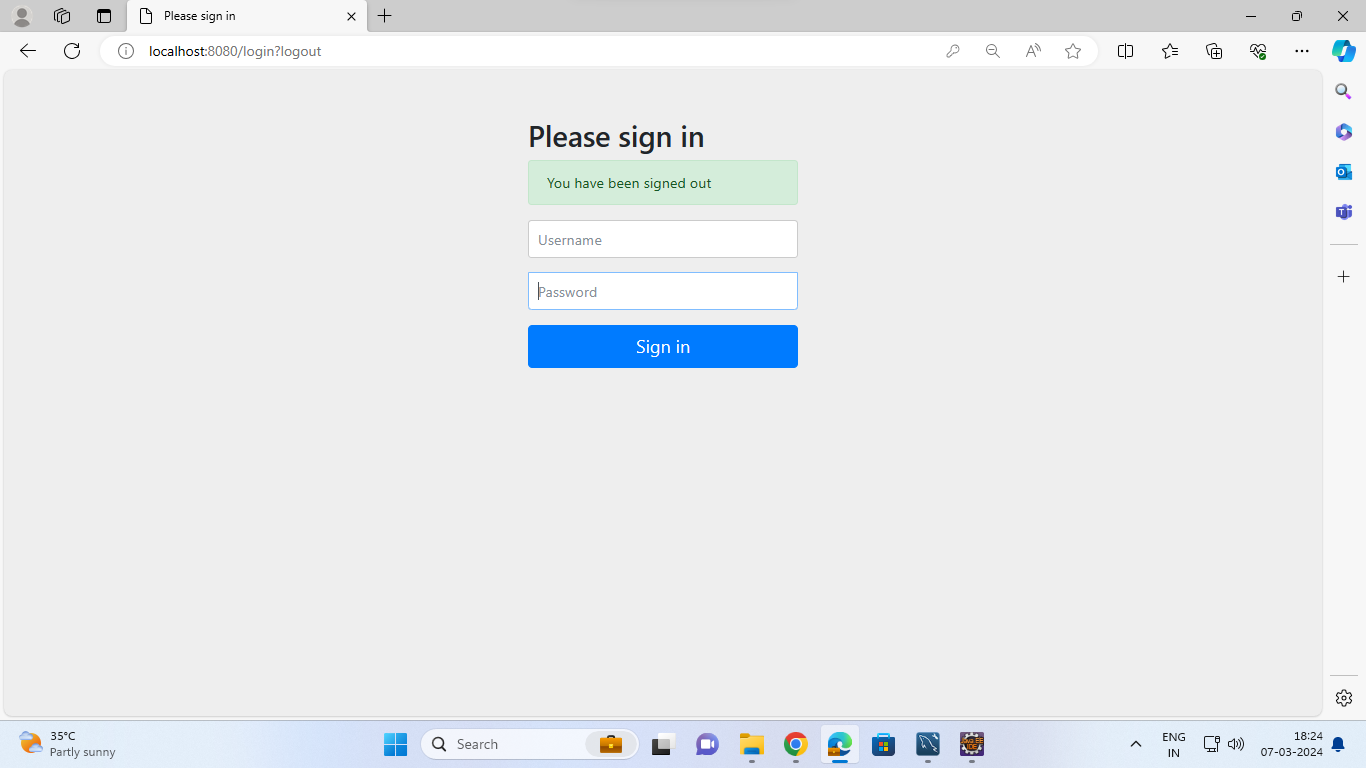 Please sign in
localhost:8080/login?logout
Please sign in
You have been signed out
Username
Password
Sign in
35°C
Partly sunny
Search
ENG
IN
18:24
07-03-2024